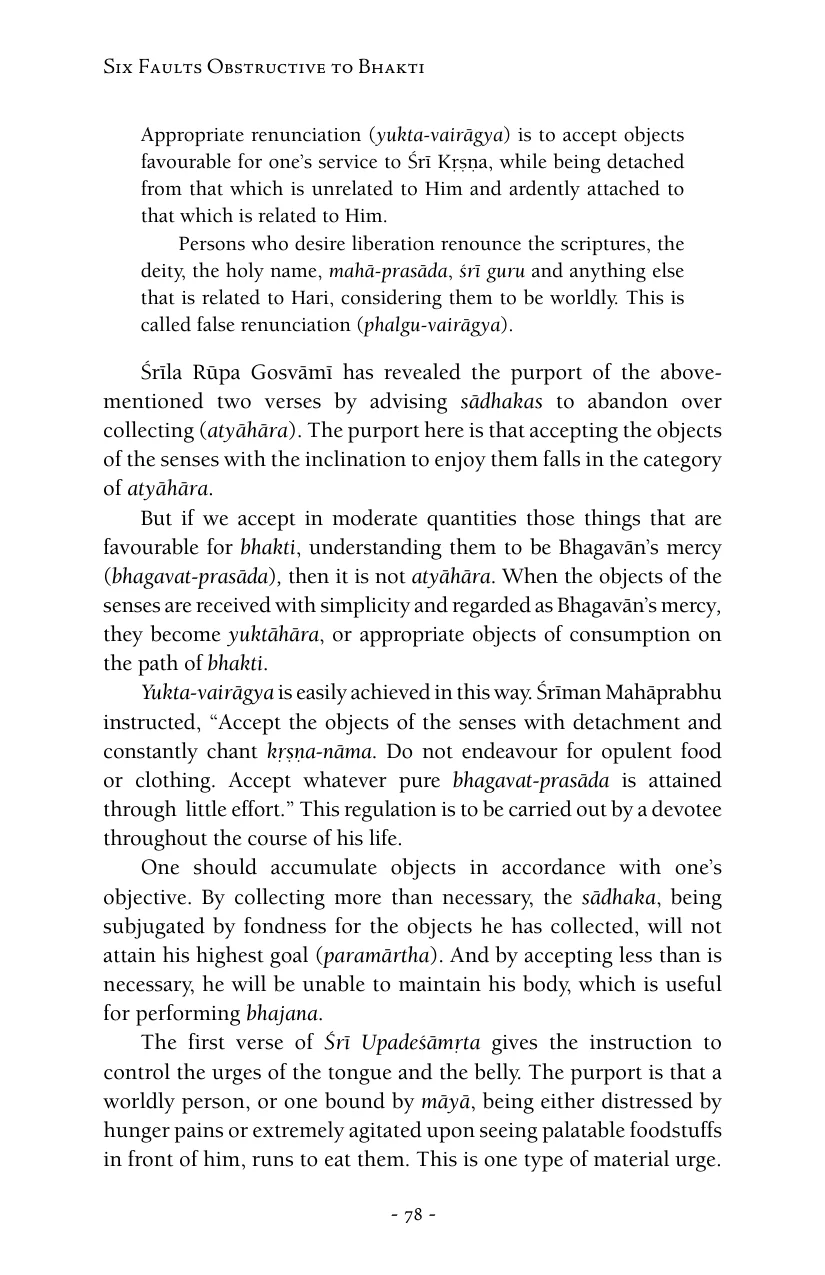 Six Faults Obstructive to Bhakti
Appropriate renunciation (yukta-vairāgya) is to accept objects
favourable for one’s service to Śrī Kṛṣṇa, while being detached
from that which is unrelated to Him and ardently attached to
that which is related to Him.
Persons who desire liberation renounce the scriptures, the
deity, the holy name, mahā-prasāda, śrī guru and anything else
that is related to Hari, considering them to be worldly. This is
called false renunciation (phalgu-vairāgya).
Śrīla Rūpa Gosvāmī has revealed the purport of the above-
mentioned two verses by advising sādhakas to abandon over
collecting (atyāhāra). The purport here is that accepting the objects
of the senses with the inclination to enjoy them falls in the category
of atyāhāra.
But if we accept in moderate quantities those things that are
favourable for bhakti, understanding them to be Bhagavān’s mercy
(bhagavat-prasāda), then it is not atyāhāra. When the objects of the
senses are received with simplicity and regarded as Bhagavān’s mercy,
they become yuktāhāra, or appropriate objects of consumption on
the path of bhakti.
Yukta-vairāgya is easily achieved in this way. Śrīman Mahāprabhu
instructed, “Accept the objects of the senses with detachment and
constantly chant kṛṣṇa-nāma. Do not endeavour for opulent food
or clothing. Accept whatever pure bhagavat-prasāda is attained
through little effort.” This regulation is to be carried out by a devotee
throughout the course of his life.
One should accumulate objects in accordance with one’s
objective. By collecting more than necessary, the sādhaka, being
subjugated by fondness for the objects he has collected, will not
attain his highest goal (paramārtha). And by accepting less than is
necessary, he will be unable to maintain his body, which is useful
for performing bhajana.
The first verse of Śrī Upadeśāmṛta gives the instruction to
control the urges of the tongue and the belly. The purport is that a
worldly person, or one bound by māyā, being either distressed by
hunger pains or extremely agitated upon seeing palatable foodstuffs
in front of him, runs to eat them. This is one type of material urge.
- 78 -